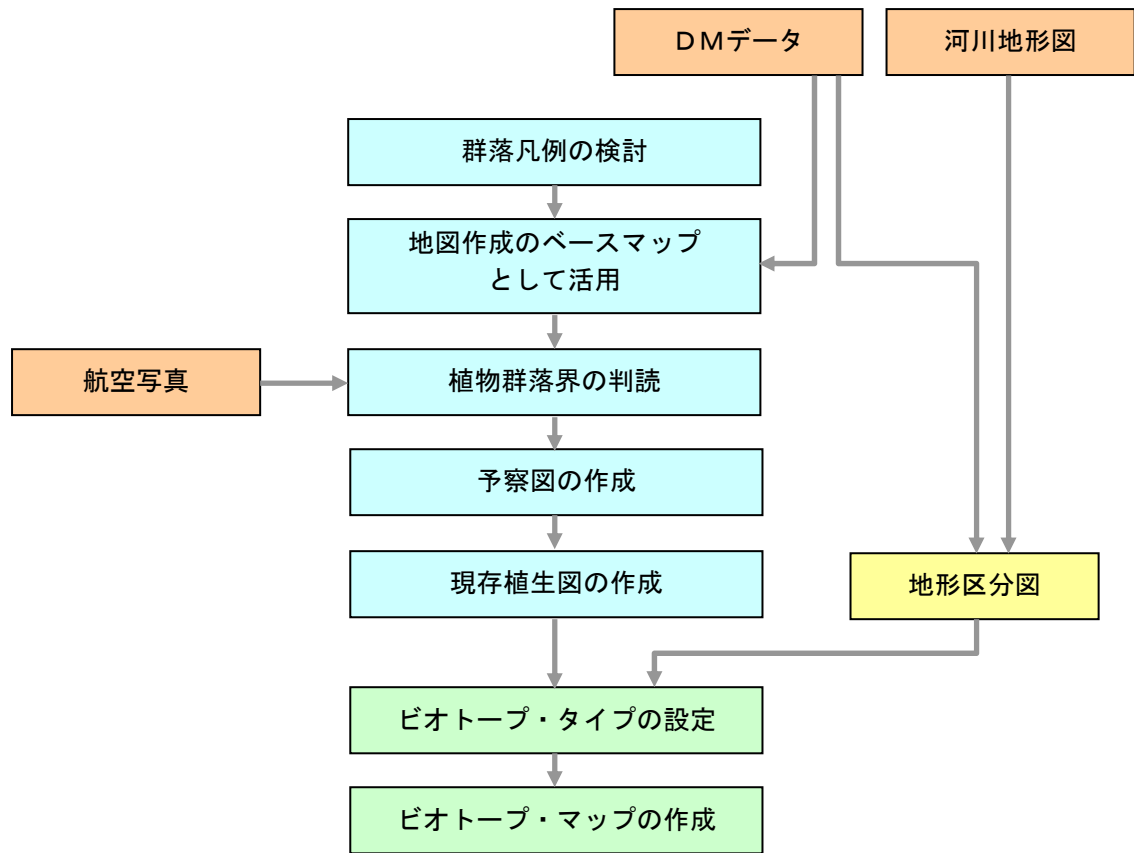 ＤＭデータ
河川地形図
群落凡例の検討
地図作成のベースマップ
として活用
航空写真
植物群落界の判読
予察図の作成
現存植生図の作成
地形区分図
ビオトープ・タイプの設定
ビオトープ・マップの作成